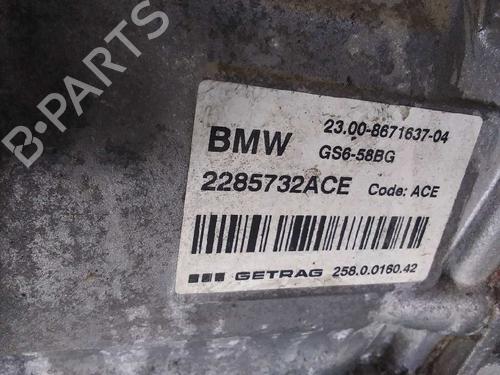 B-PARTS
BMW
23.00-8671637-04
GS6-58BG
2285732ACE Code: ACE
GETRAG 258.0.0160.42